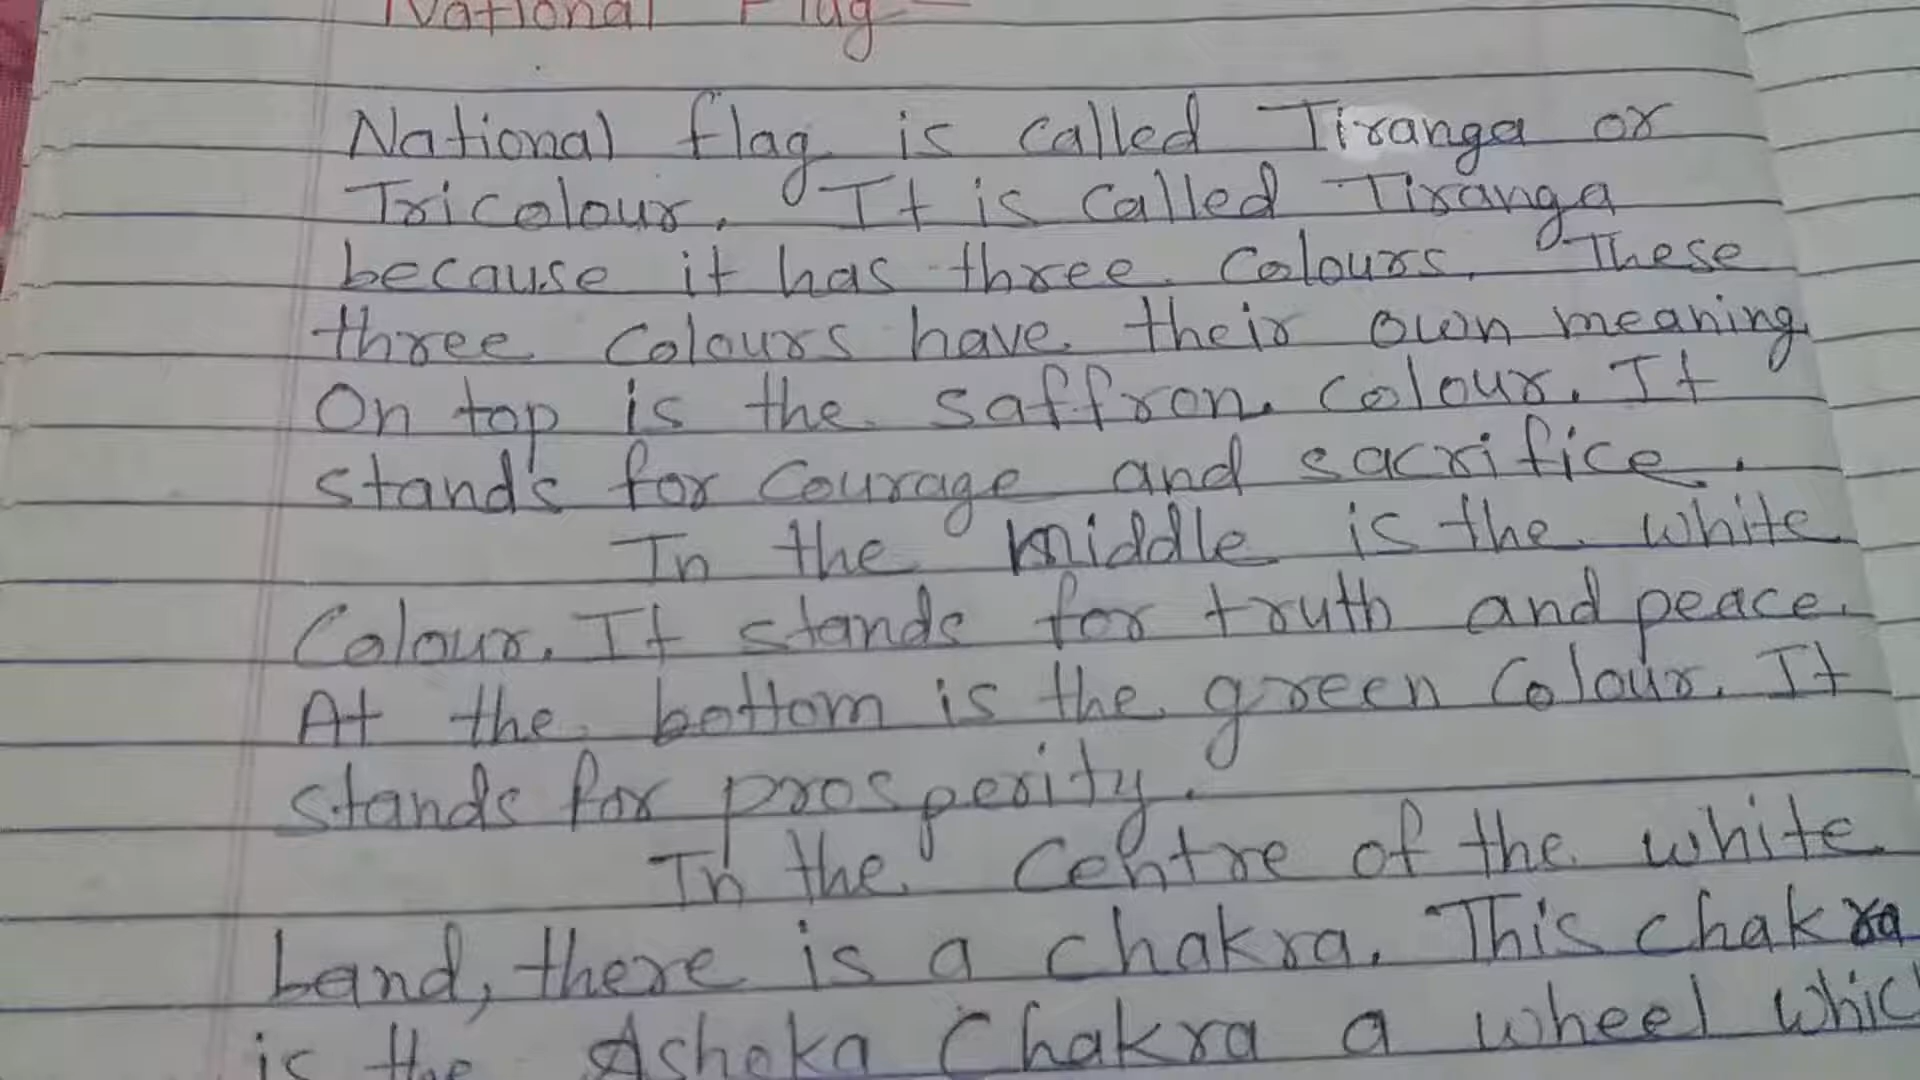 National Flag
National flag is called Tiranga or
Tricolour. It is called Tiranga
because it has three colours. These
three colours have their own meaning.
On top is the saffron colour. It
stands for courage and sacrifice.
In the middle is the white
Colour. It stands for truth and peace.
At the bottom is the green colour. It
stands for prosperity.
In the centre of the white
band, there is a chakra. This chakra
is the Ashoka Chakra a wheel whic